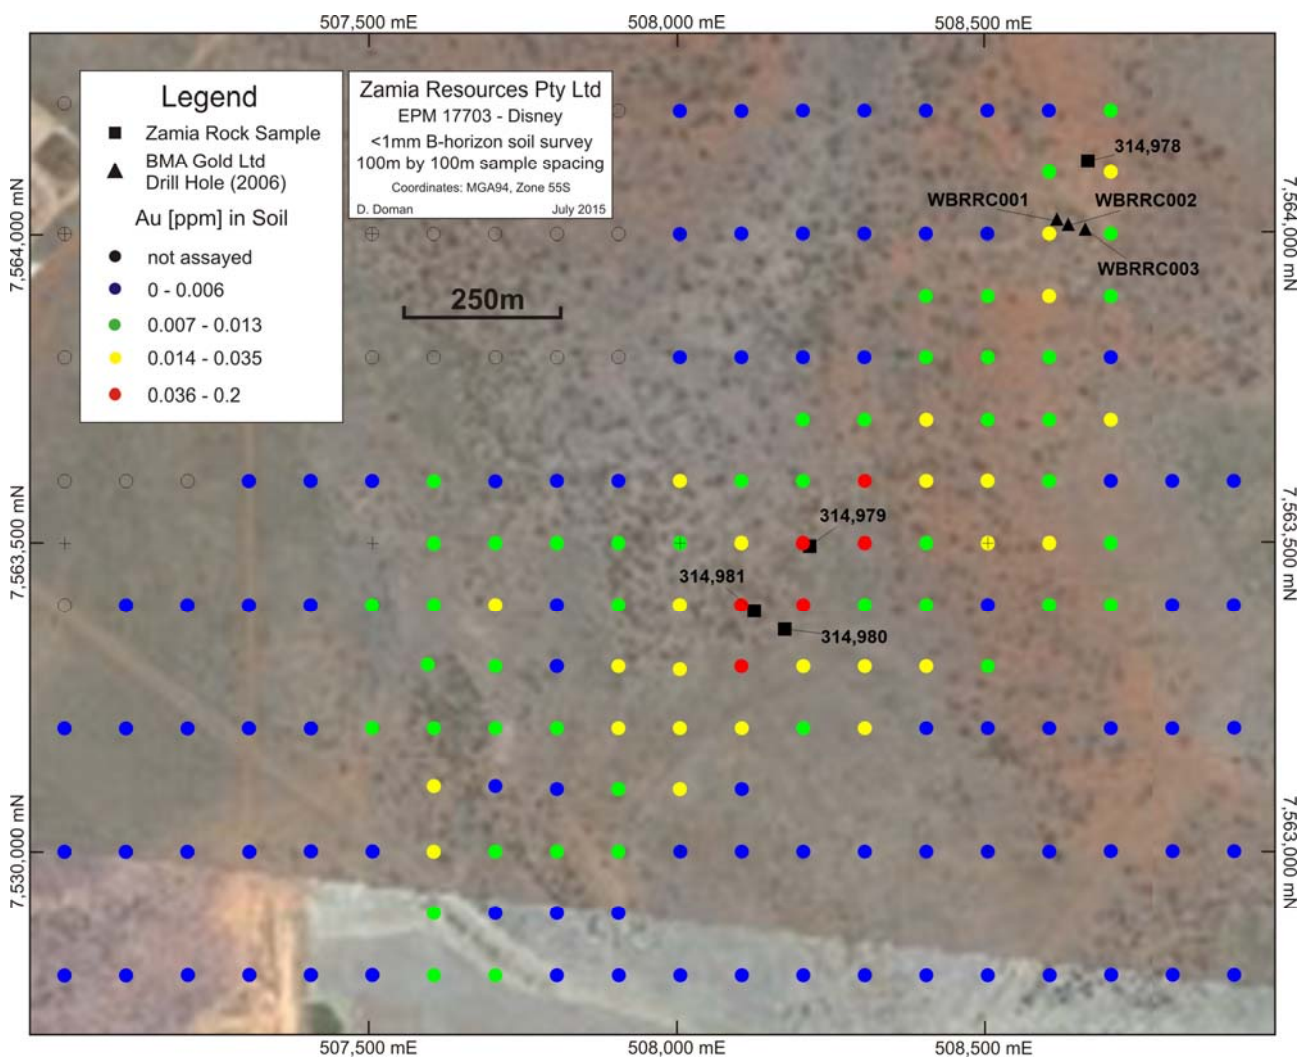 507,500 mE
508,000 mE
508,500 mE
Legend
Zamia Rock Sample
BMA Gold Ltd
Drill Hole (2006)
Au [ppm] in Soil
not assayed
0 - 0.006
0.007 - 0.013
0.014 - 0.035
0.036 - 0.2
Zamia Resources Pty Ltd
EPM 17703 - Disney
<1mm B-horizon soil survey
100m by 100m sample spacing
Coordinates: MGA94, Zone 55S
D. Doman
July 2015
250m
314,978
WBRRC001
WBRRC002
WBRRC003
314,979
314,981
314,980
7,564,000 mN
7,563,500 mN
7,530,000 mN
7,564,000 mN
7,563,500 mN
7,563,000 mN
507,500 mE
508,000 mE
508,500 mE